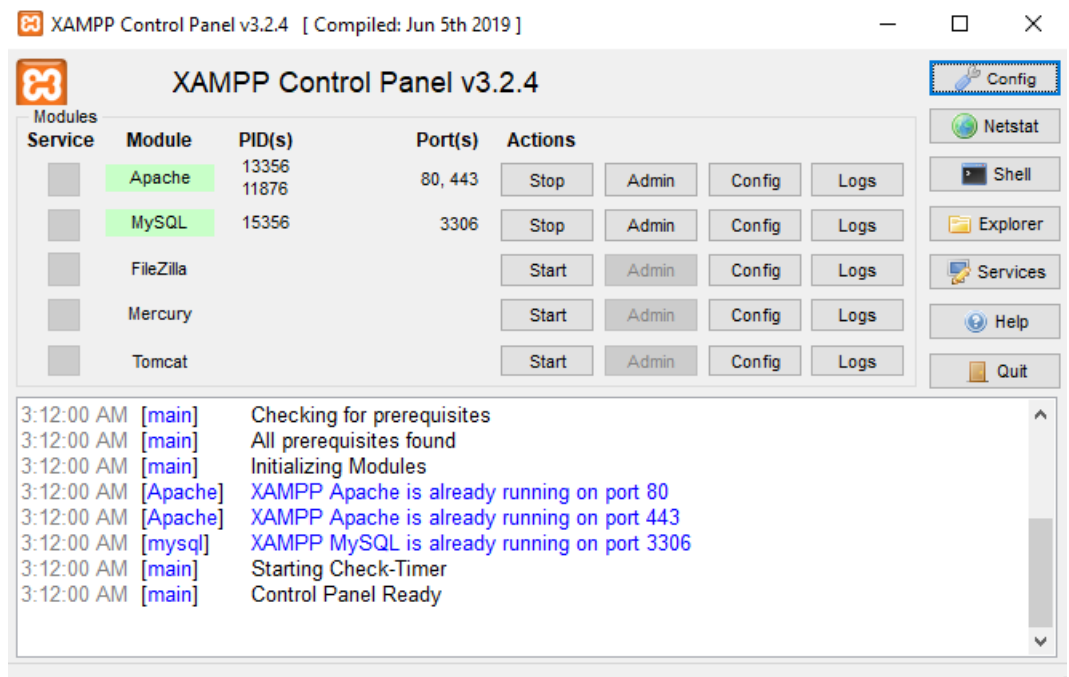 XAMPP Control Panel v3.2.4 [ Compiled: Jun 5th 2019 ]
XAMPP Control Panel v3.2.4
Config
Modules
Service Module PID(s) Port(s) Actions
Netstat
Apache 13356 11876 80, 443 Stop Admin Config Logs
Shell
MySQL 15356 3306 Stop Admin Config Logs
Explorer
FileZilla Start Admin Config Logs
Services
Mercury Start Admin Config Logs
Help
Tomcat Start Admin Config Logs
Quit
3:12:00 AM [main] Checking for prerequisites
3:12:00 AM [main] All prerequisites found
3:12:00 AM [main] Initializing Modules
3:12:00 AM [Apache] XAMPP Apache is already running on port 80
3:12:00 AM [Apache] XAMPP Apache is already running on port 443
3:12:00 AM [mysql] XAMPP MySQL is already running on port 3306
3:12:00 AM [main] Starting Check-Timer
3:12:00 AM [main] Control Panel Ready